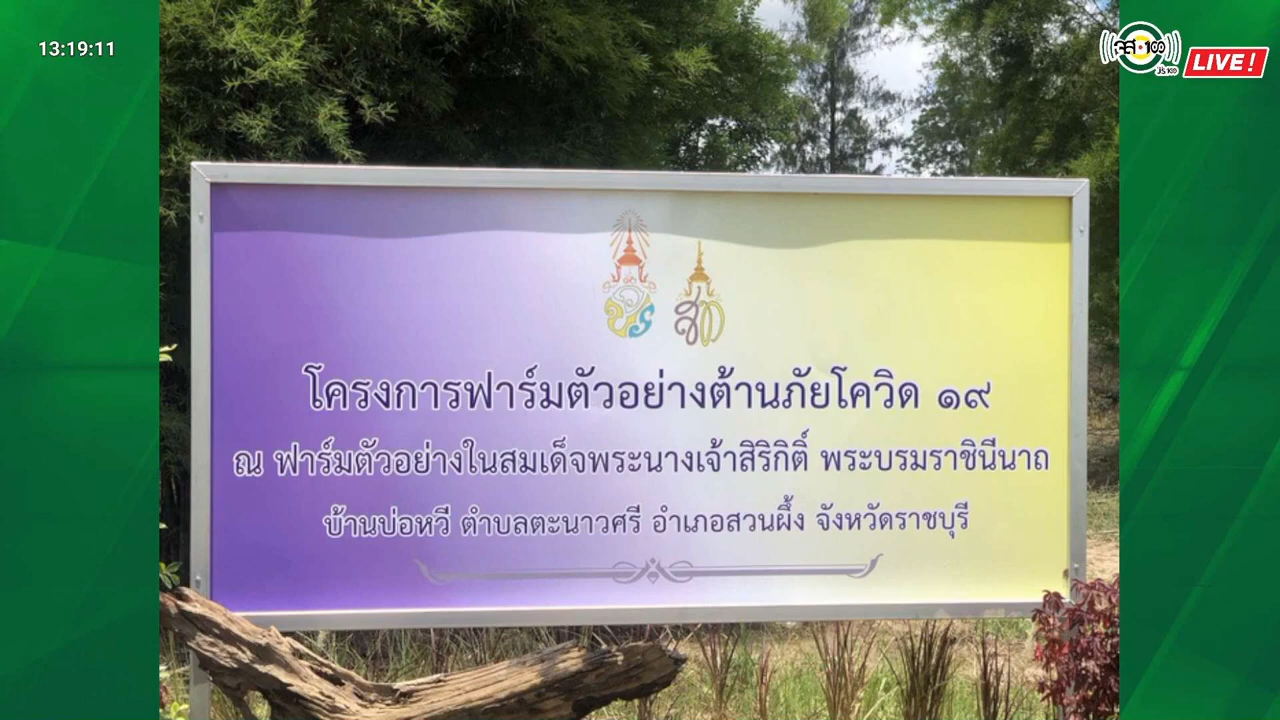 13:19:11
จส๑๐๐
JS100
LIVE!
โครงการฟาร์มตัวอย่างต้านภัยโควิด ๑๙
ณ ฟาร์มตัวอย่างในสมเด็จพระนางเจ้าสิริกิติ์ พระบรมราชินีนาถ
บ้านบ่อหวี ตำบลตะนาวศรี อำเภอสวนผึ้ง จังหวัดราชบุรี